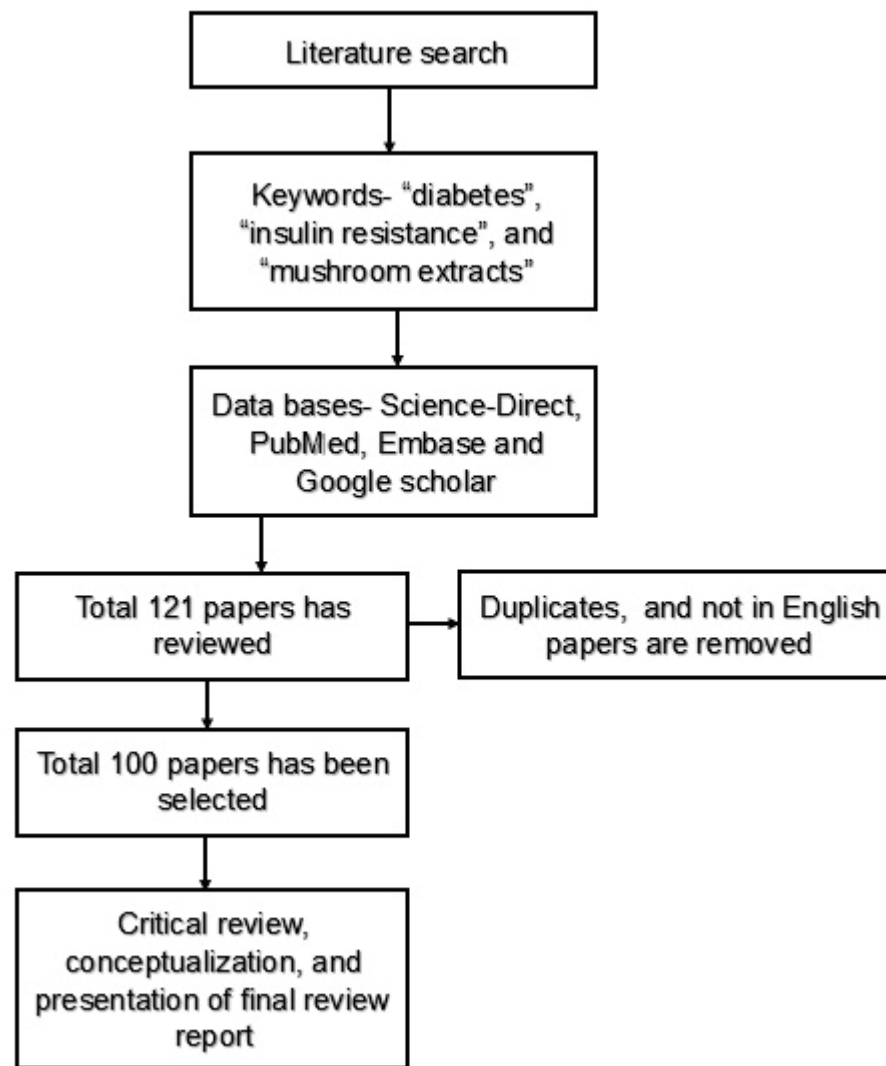 Literature search
Keywords- “diabetes”,
“insulin resistance”, and
“mushroom extracts”
Data bases- Science-Direct,
PubMed, Embase and
Google scholar
Total 121 papers has
reviewed
Duplicates, and not in English
papers are removed
Total 100 papers has been
selected
Critical review,
conceptualization, and
presentation of final review
report